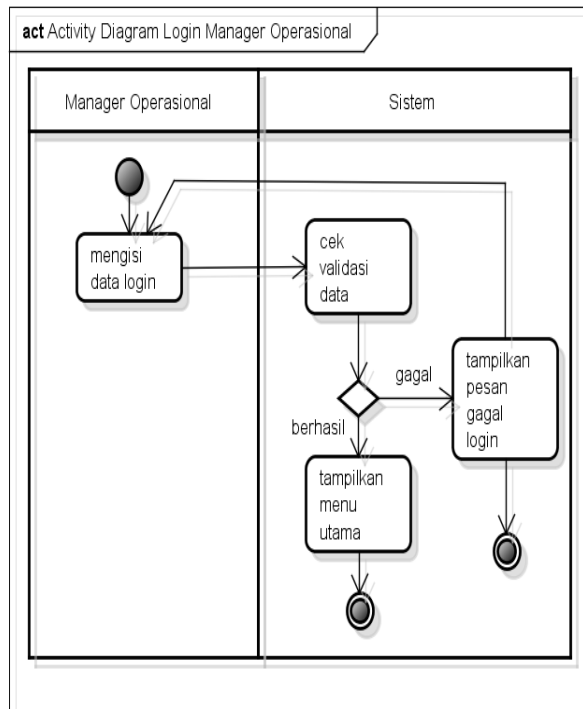 act Activity Diagram Login Manager Operasional
Manager Operasional
Sistem
mengisi
data login
cek
validasi
data
gagal
tampilkan
pesan
gagal
login
berhasil
tampilkan
menu
utama